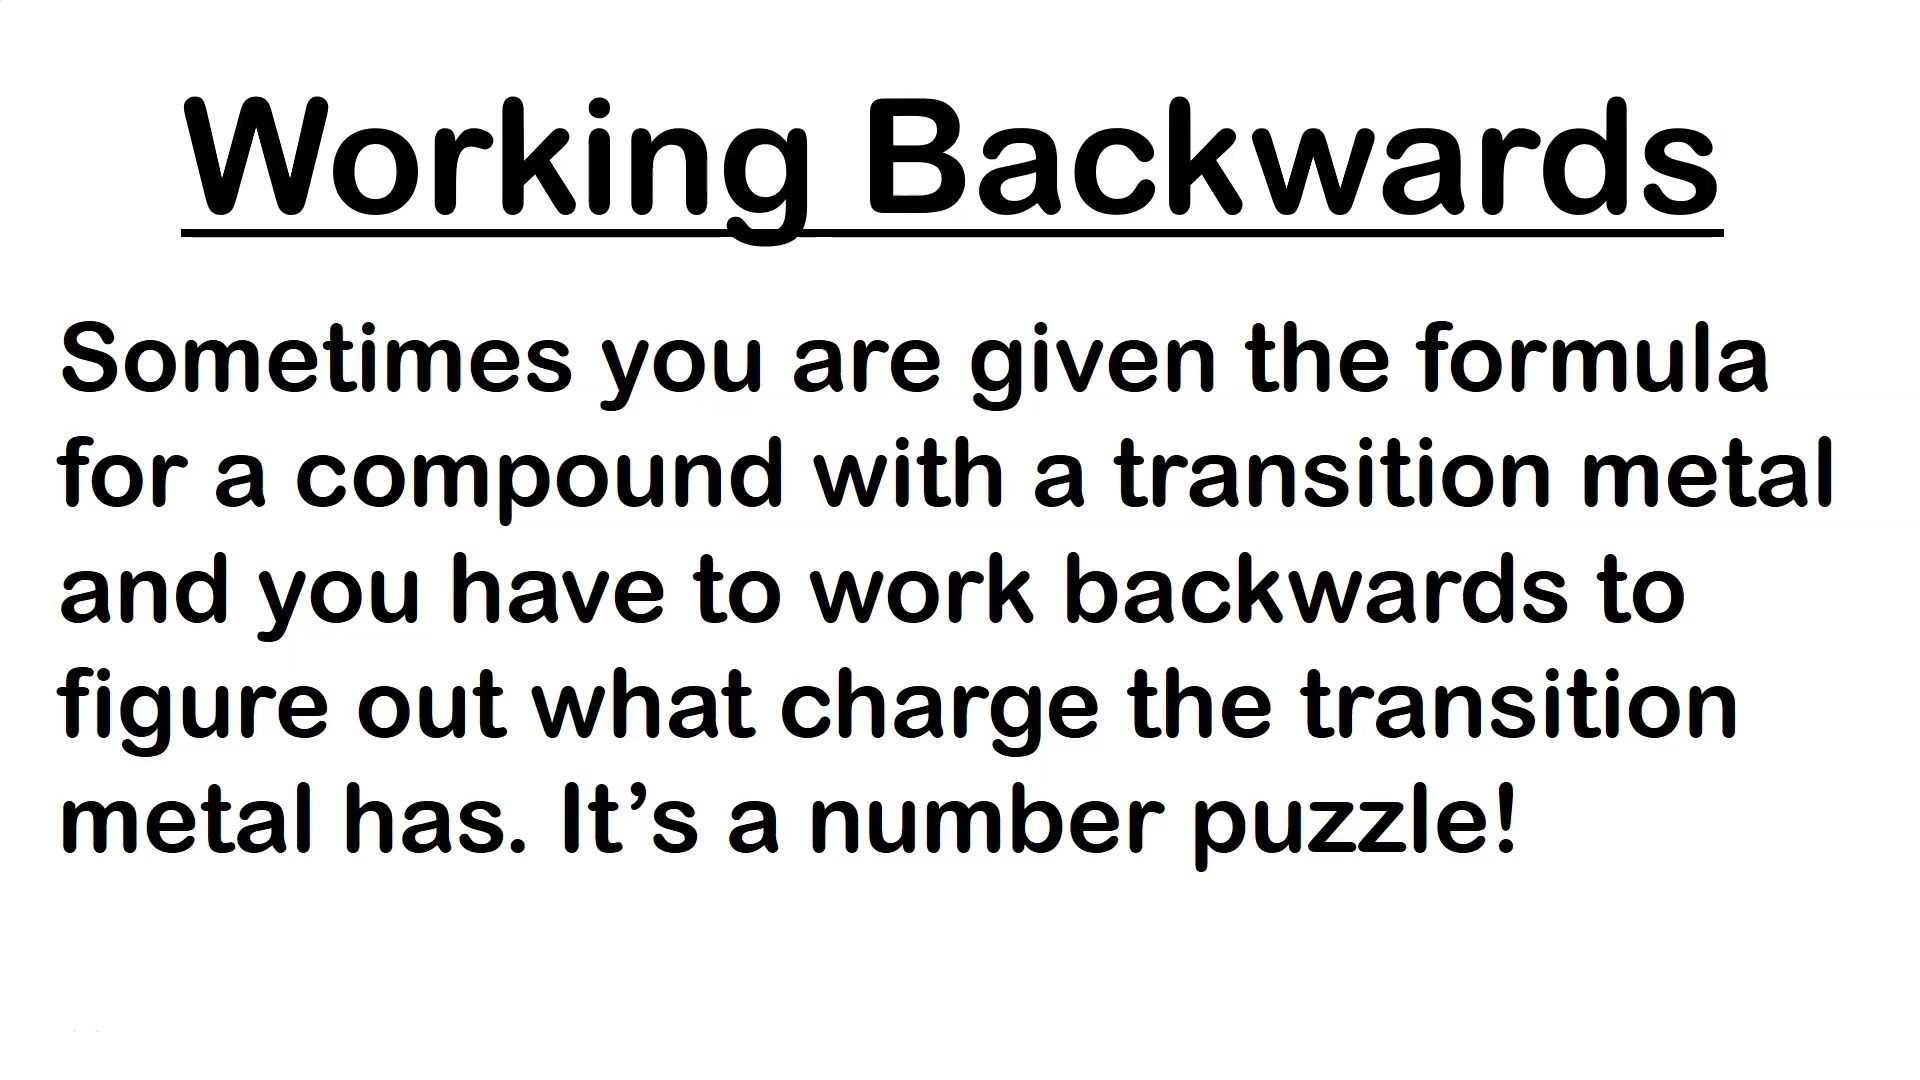 Working Backwards
Sometimes you are given the formula
for a compound with a transition metal
and you have to work backwards to
figure out what charge the transition
metal has. It’s a number puzzle!